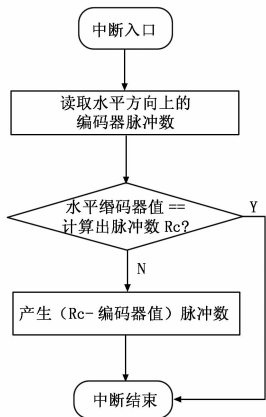 中断入口
读取水平方向上的
编码器脉冲数
水平缗码器值==
计算出脉冲数 Rc?
Y
N
产生（Rc-编码器值）脉冲数
中断结束